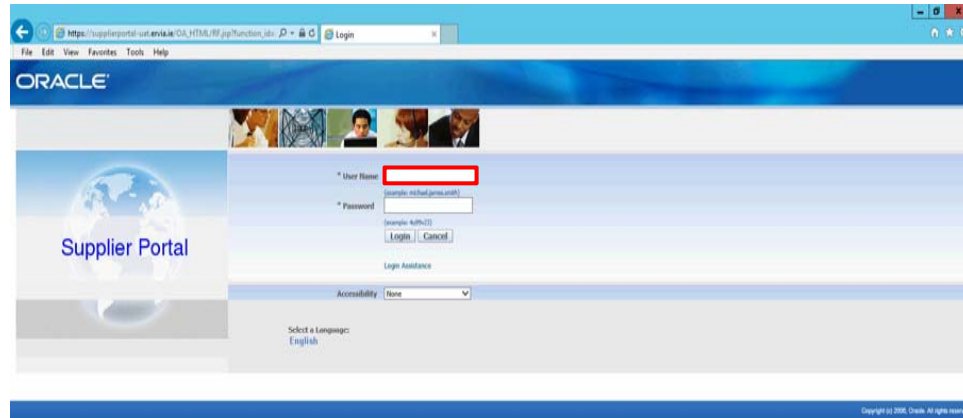 https://supplierportal-uat.ervia.ie/OA_HTML/RF.jsp?function_id=
Login
File Edit View Favorites Tools Help
ORACLE
* User Name
(example: michael.james.smith)
* Password
(example: 4u99v23)
Login Cancel
Login Assistance
Supplier Portal
Accessibility None
Select a Language:
English
Copyright (c) 2006, Oracle. All rights